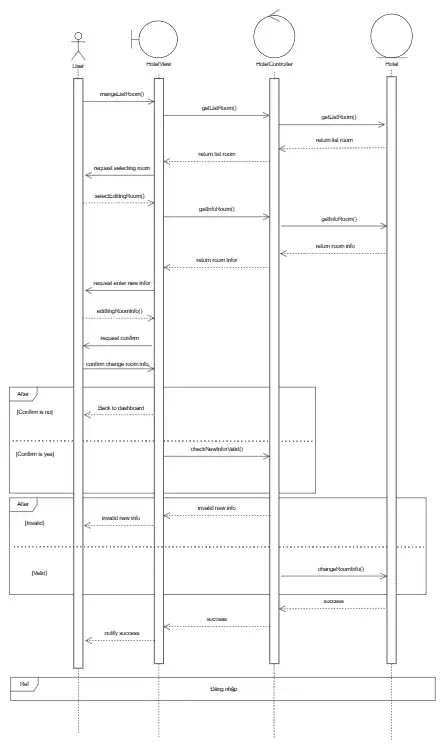 User
HotelView
HotelController
Hotel
mangeListRoom()
getListRoom()
getListRoom()
return list room
return list room
request selecting room
selectEditingRoom()
getInfoRoom()
getInfoRoom()
return room info
return room infor
request enter new infor
editingRoomInfo()
request confirm
confirm change room info
Alter
[Confirm is no]
Back to dashboard
[Confirm is yes]
checkNewInforValid()
Alter
invalid new info
invalid new info
[Invalid]
[Valid]
changeRoomInfo()
success
success
notify success
Ref
Đăng nhập